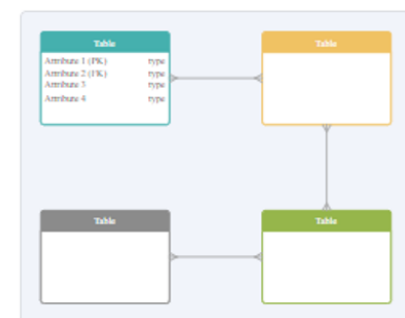 Table
Attribute 1 (PK) type
Attribute 2 (FK) type
Attribute 3 type
Attribute 4 type
Table
Table
Table